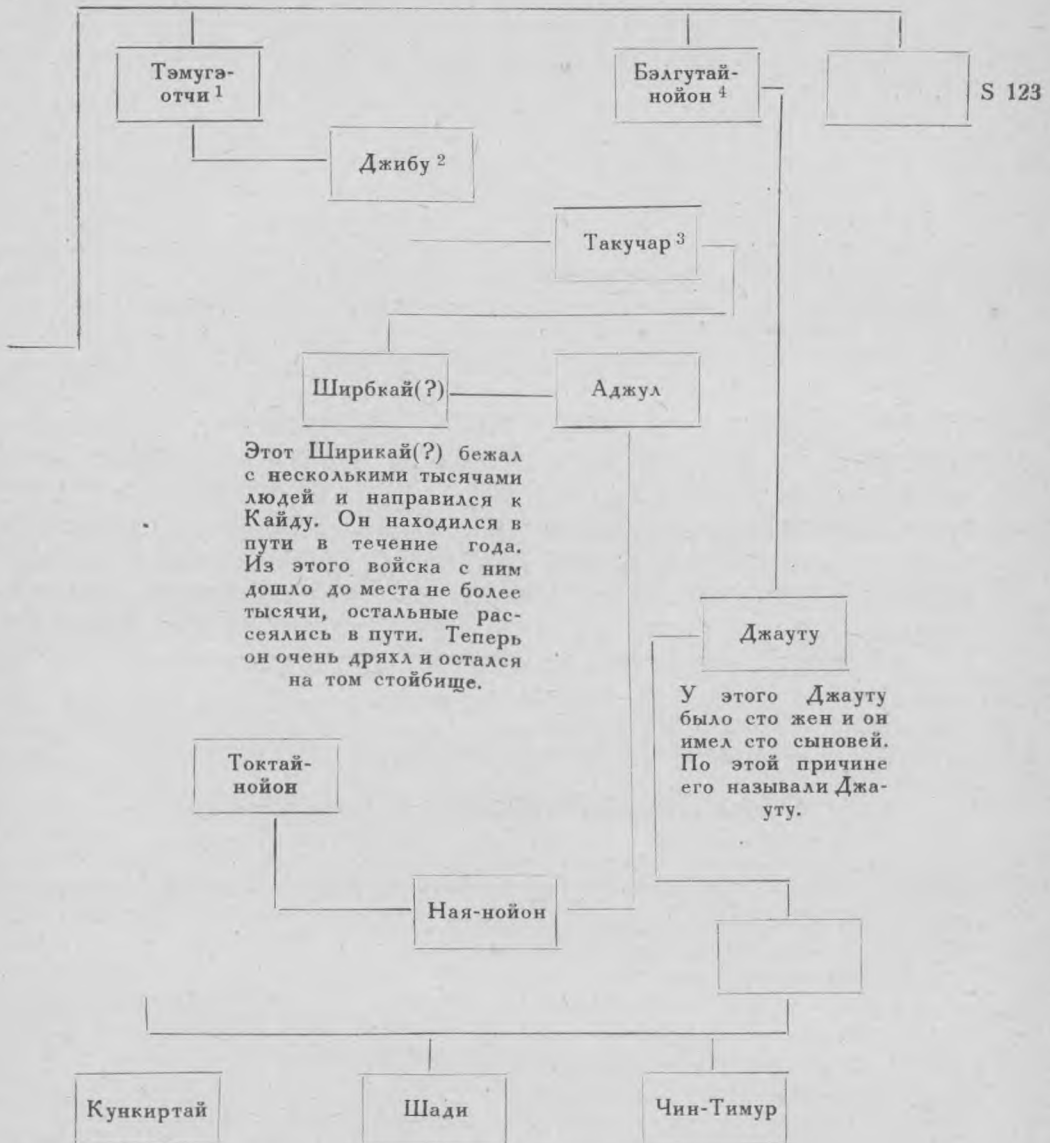 Тэмугэ-
отчи 1
Бэлгутай-
нойон 4
S 123
Джибу 2
Такучар 3
Ширбкай(?)
Аджул
Этот Ширикай(?) бежал
с несколькими тысячами
людей и направился к
Кайду. Он находился в
пути в течение года.
Из этого войска с ним
дошло до места не более
тысячи, остальные рас-
сеялись в пути. Теперь
он очень дряхл и остался
на том стойбище.
Джауту
У этого Джауту
было сто жен и он
имел сто сыновей.
По этой причине
его называли Джа-
уту.
Токтай-
нойон
Ная-нойон
Кункиртай
Шади
Чин-Тимур